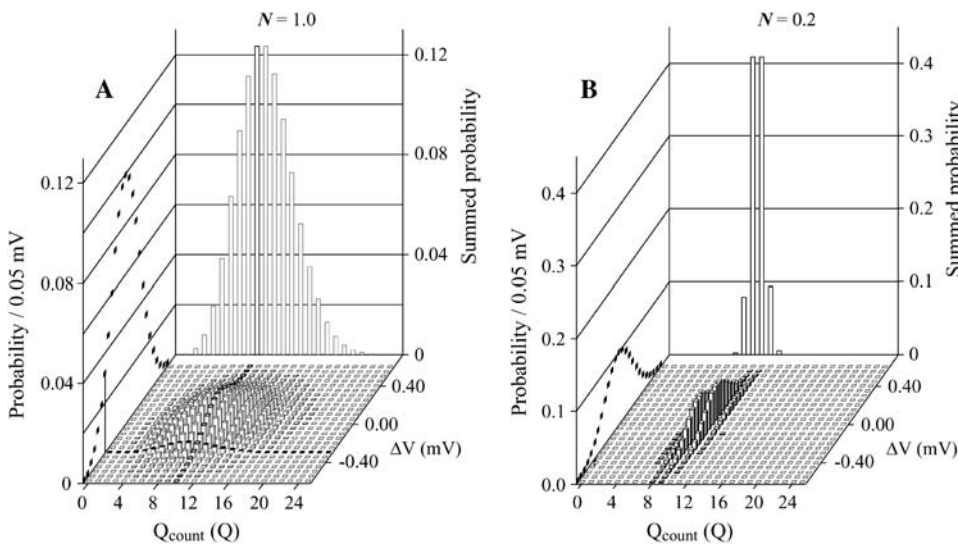 N = 1.0
A
0.12
0.08
0.04
0
Summed probability
0.12
0.08
0.04
0
Probability / 0.05 mV
0.40
0.00
-0.40
ΔV (mV)
0 4 8 12 16 20 24
Qcount (Q)
N = 0.2
B
0.4
0.3
0.2
0.1
0
Summed probability
0.4
0.3
0.2
0.1
0.0
Probability / 0.05 mV
0.40
0.00
-0.40
ΔV (mV)
0 4 8 12 16 20 24
Qcount (Q)